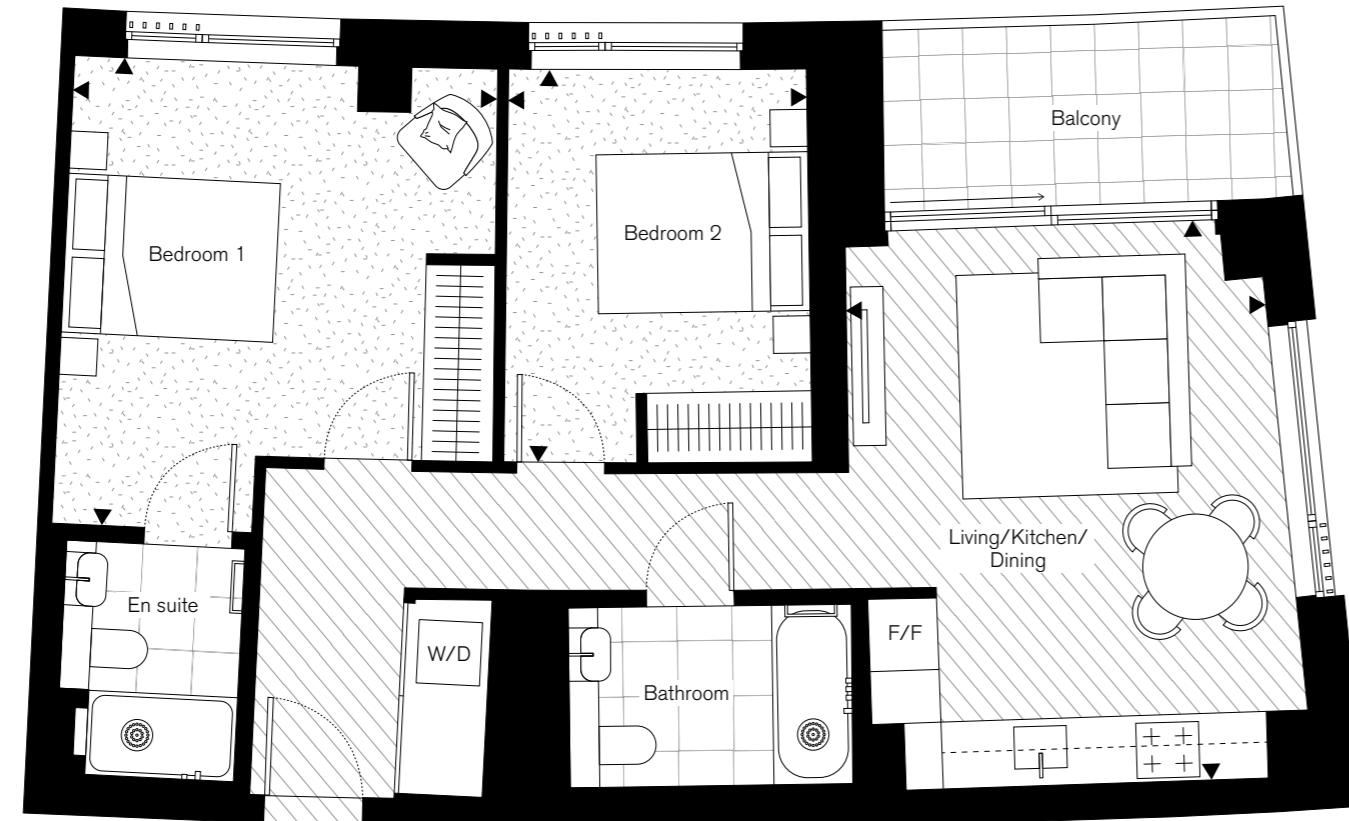 Balcony
Bedroom 1
Bedroom 2
Living/Kitchen/
Dining
En suite
W/D
F/F
Bathroom